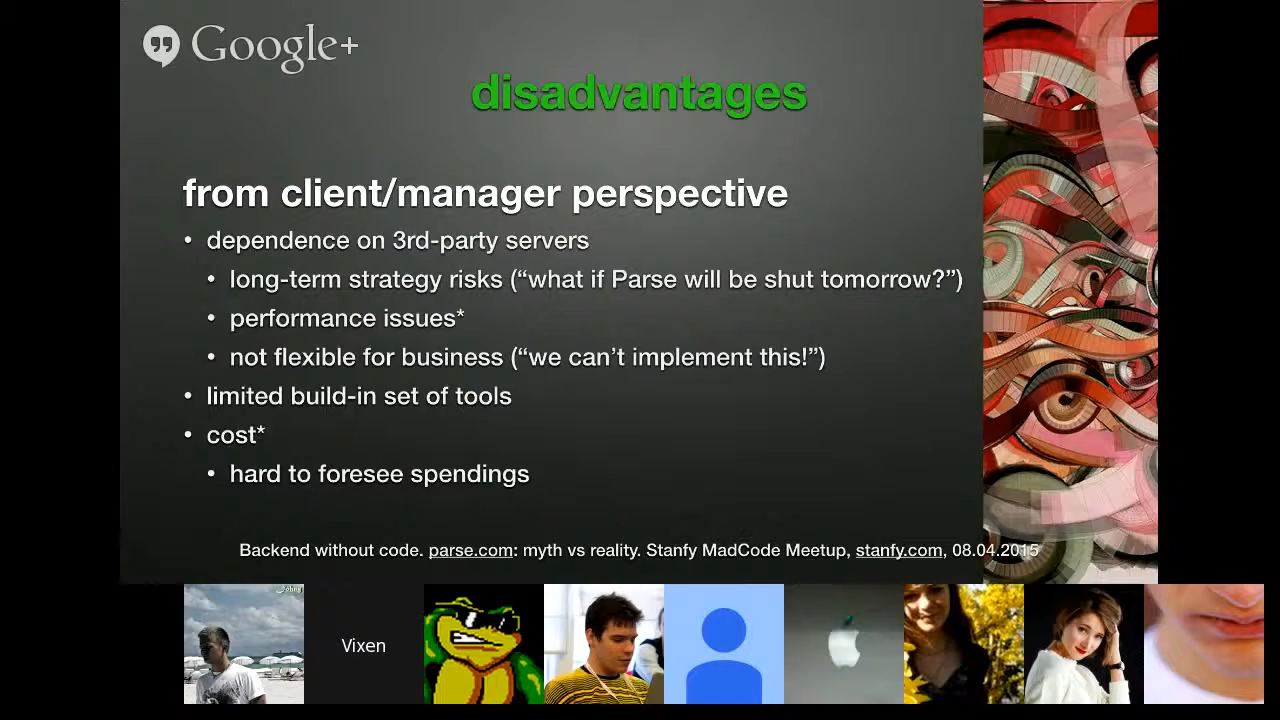 Google+
disadvantages
from client/manager perspective
• dependence on 3rd-party servers
• long-term strategy risks (“what if Parse will be shut tomorrow?”)
• performance issues*
• not flexible for business (“we can’t implement this!”)
• limited build-in set of tools
• cost*
• hard to foresee spendings
Backend without code. parse.com: myth vs reality. Stanfy MadCode Meetup, stanfy.com, 08.04.2015
Johny
Vixen